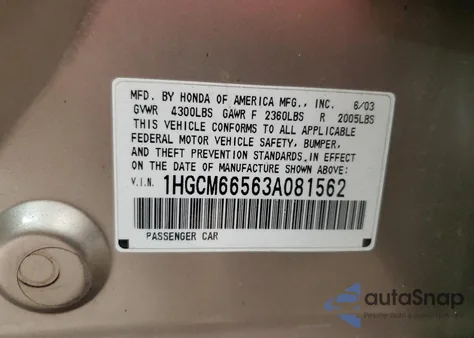 MFD. BY HONDA OF AMERICA MFG., INC. 6/03
GVWR 4300LBS GAWR F 2360LBS R 2005LBS
THIS VEHICLE CONFORMS TO ALL APPLICABLE
FEDERAL MOTOR VEHICLE SAFETY, BUMPER,
AND THEFT PREVENTION STANDARDS IN EFFECT
ON THE DATE OF MANUFACTURE SHOWN ABOVE.
V.I.N. 1HGCM66563A081562
PASSENGER CAR
autoSnap